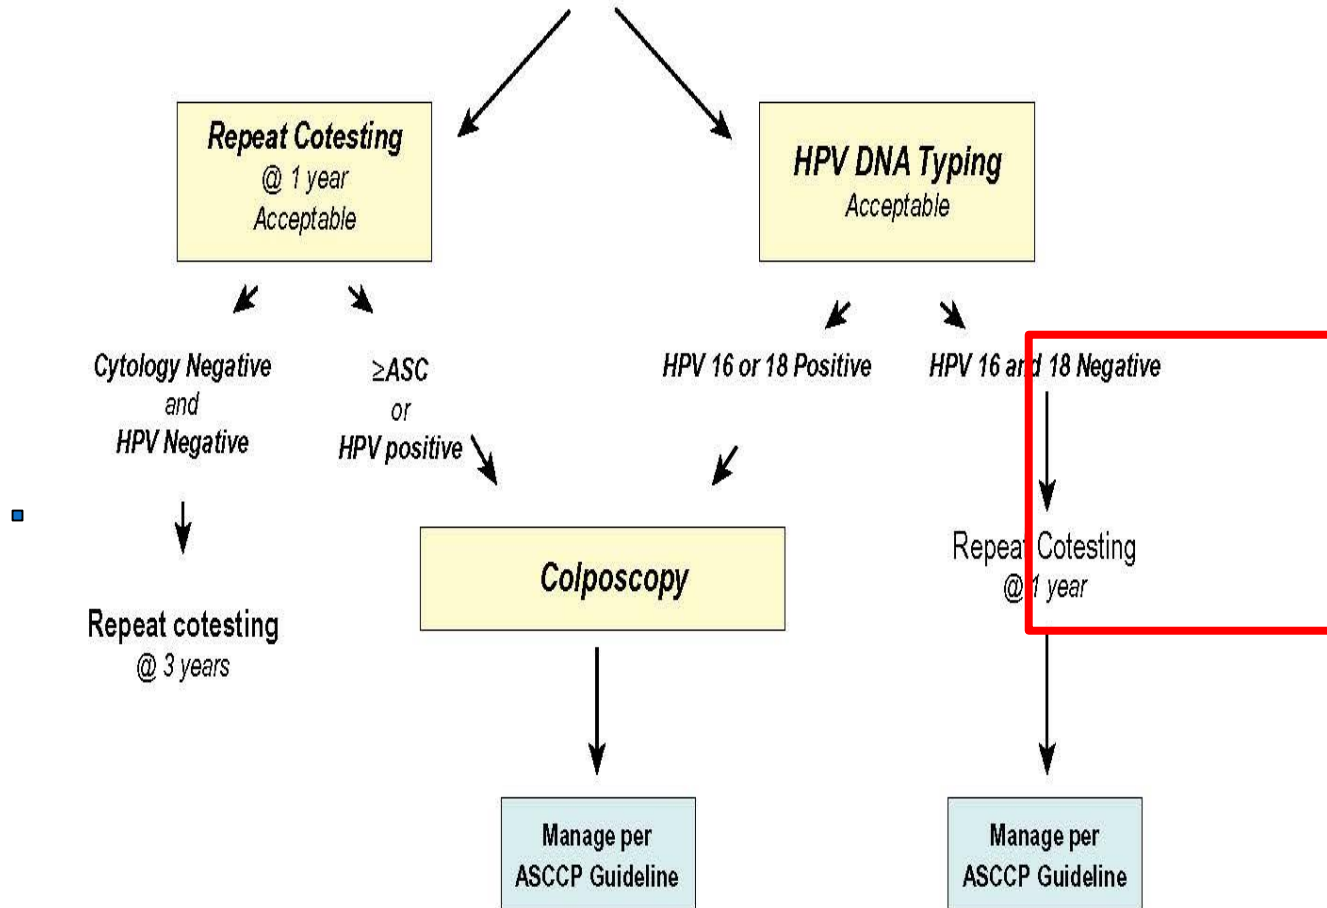 Repeat Cotesting
@ 1 year
Acceptable
HPV DNA Typing
Acceptable
Cytology Negative
and
HPV Negative
≥ASC
or
HPV positive
HPV 16 or 18 Positive
HPV 16 and 18 Negative
Repeat cotesting
@ 3 years
Colposcopy
Repeat Cotesting
@ 1 year
Manage per
ASCCP Guideline
Manage per
ASCCP Guideline